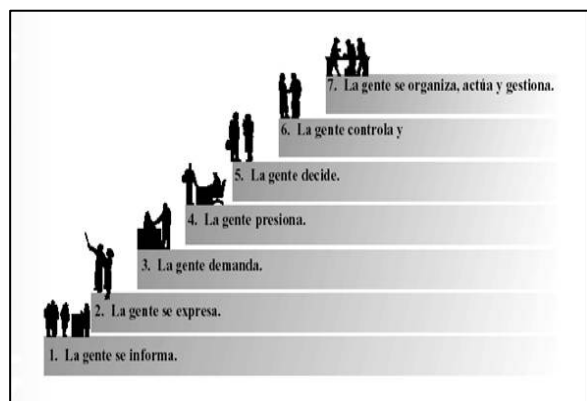 7. La gente se organiza, actúa y gestiona.
6. La gente controla y
5. La gente decide.
4. La gente presiona.
3. La gente demanda.
2. La gente se expresa.
1. La gente se informa.